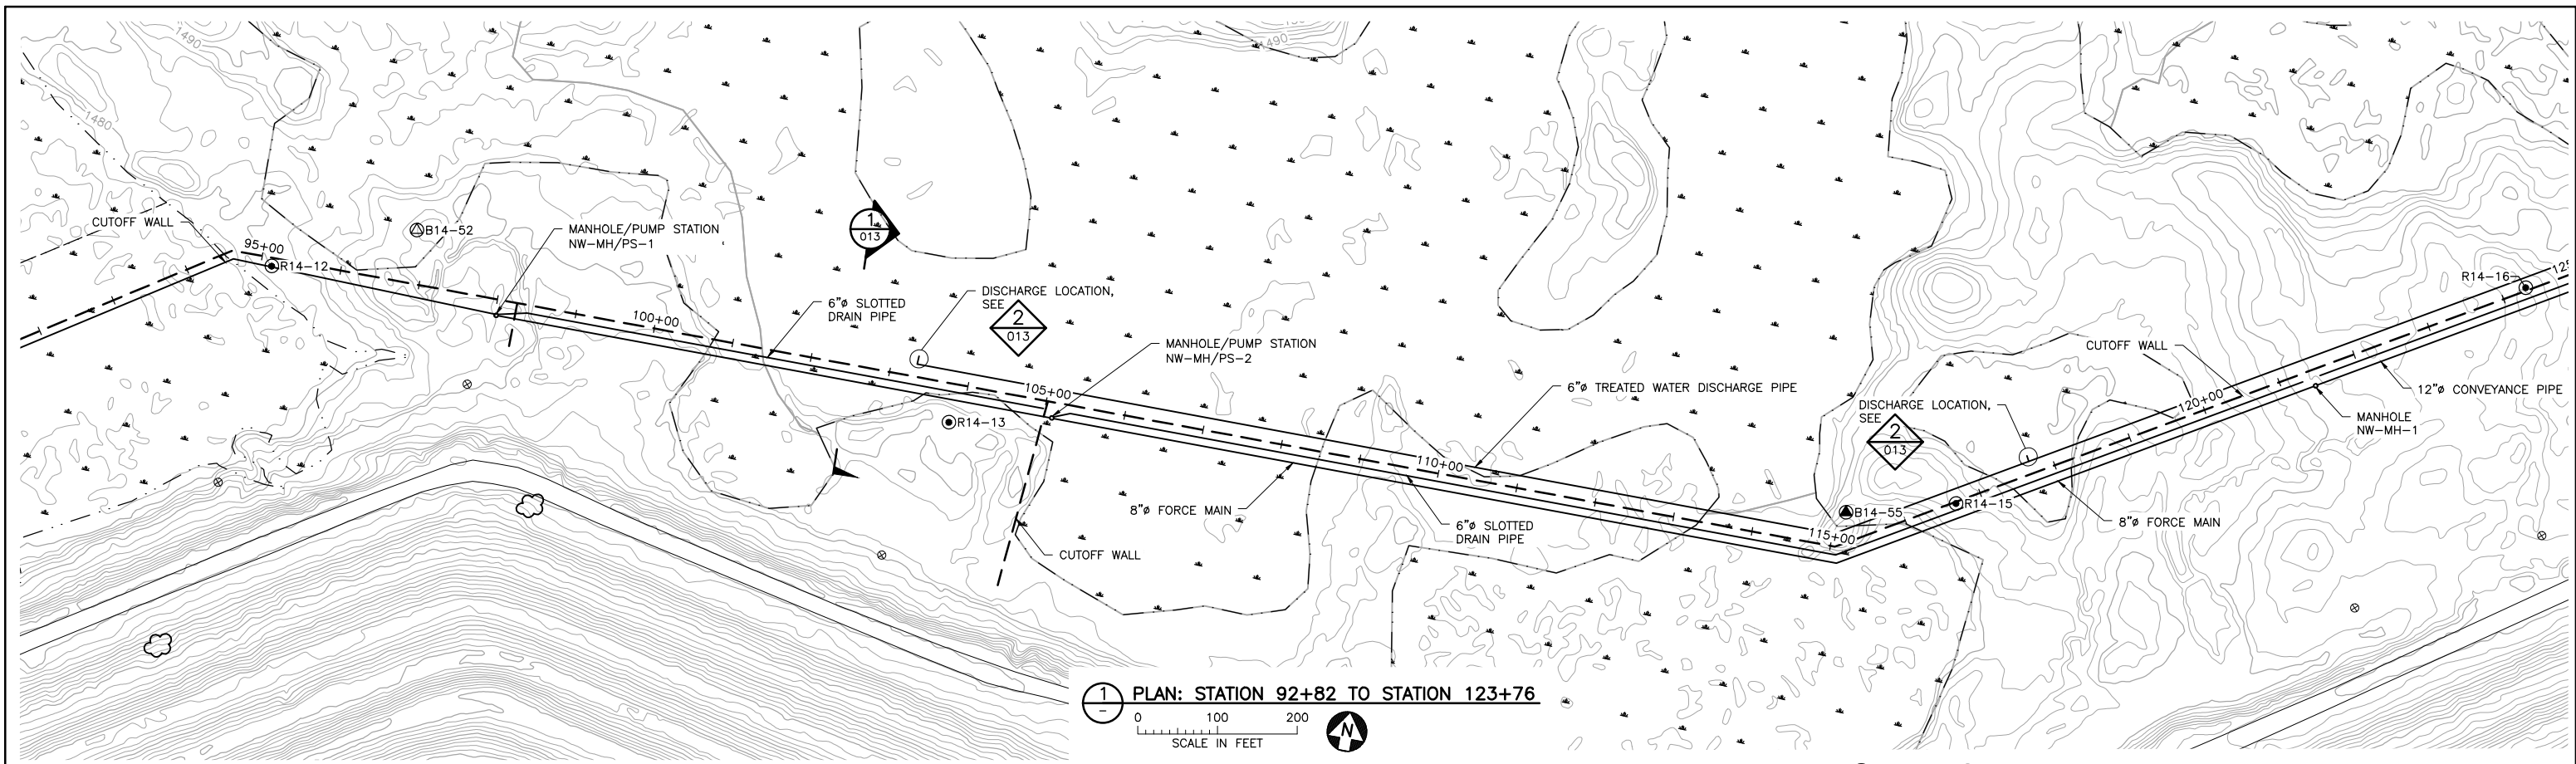 1490
1490
1480
CUTOFF WALL
95+00
R14-12
B14-52
MANHOLE/PUMP STATION
NW-MH/PS-1
1
013
100+00
6"ø SLOTTED
DRAIN PIPE
DISCHARGE LOCATION,
SEE
2
013
MANHOLE/PUMP STATION
NW-MH/PS-2
105+00
R14-13
6"ø TREATED WATER DISCHARGE PIPE
110+00
8"ø FORCE MAIN
6"ø SLOTTED
DRAIN PIPE
CUTOFF WALL
115+00
B14-55
R14-15
DISCHARGE LOCATION,
SEE
2
013
CUTOFF WALL
120+00
R14-16
12"ø CONVEYANCE PIPE
MANHOLE
NW-MH-1
8"ø FORCE MAIN
1
-
PLAN: STATION 92+82 TO STATION 123+76
0 100 200
SCALE IN FEET
N